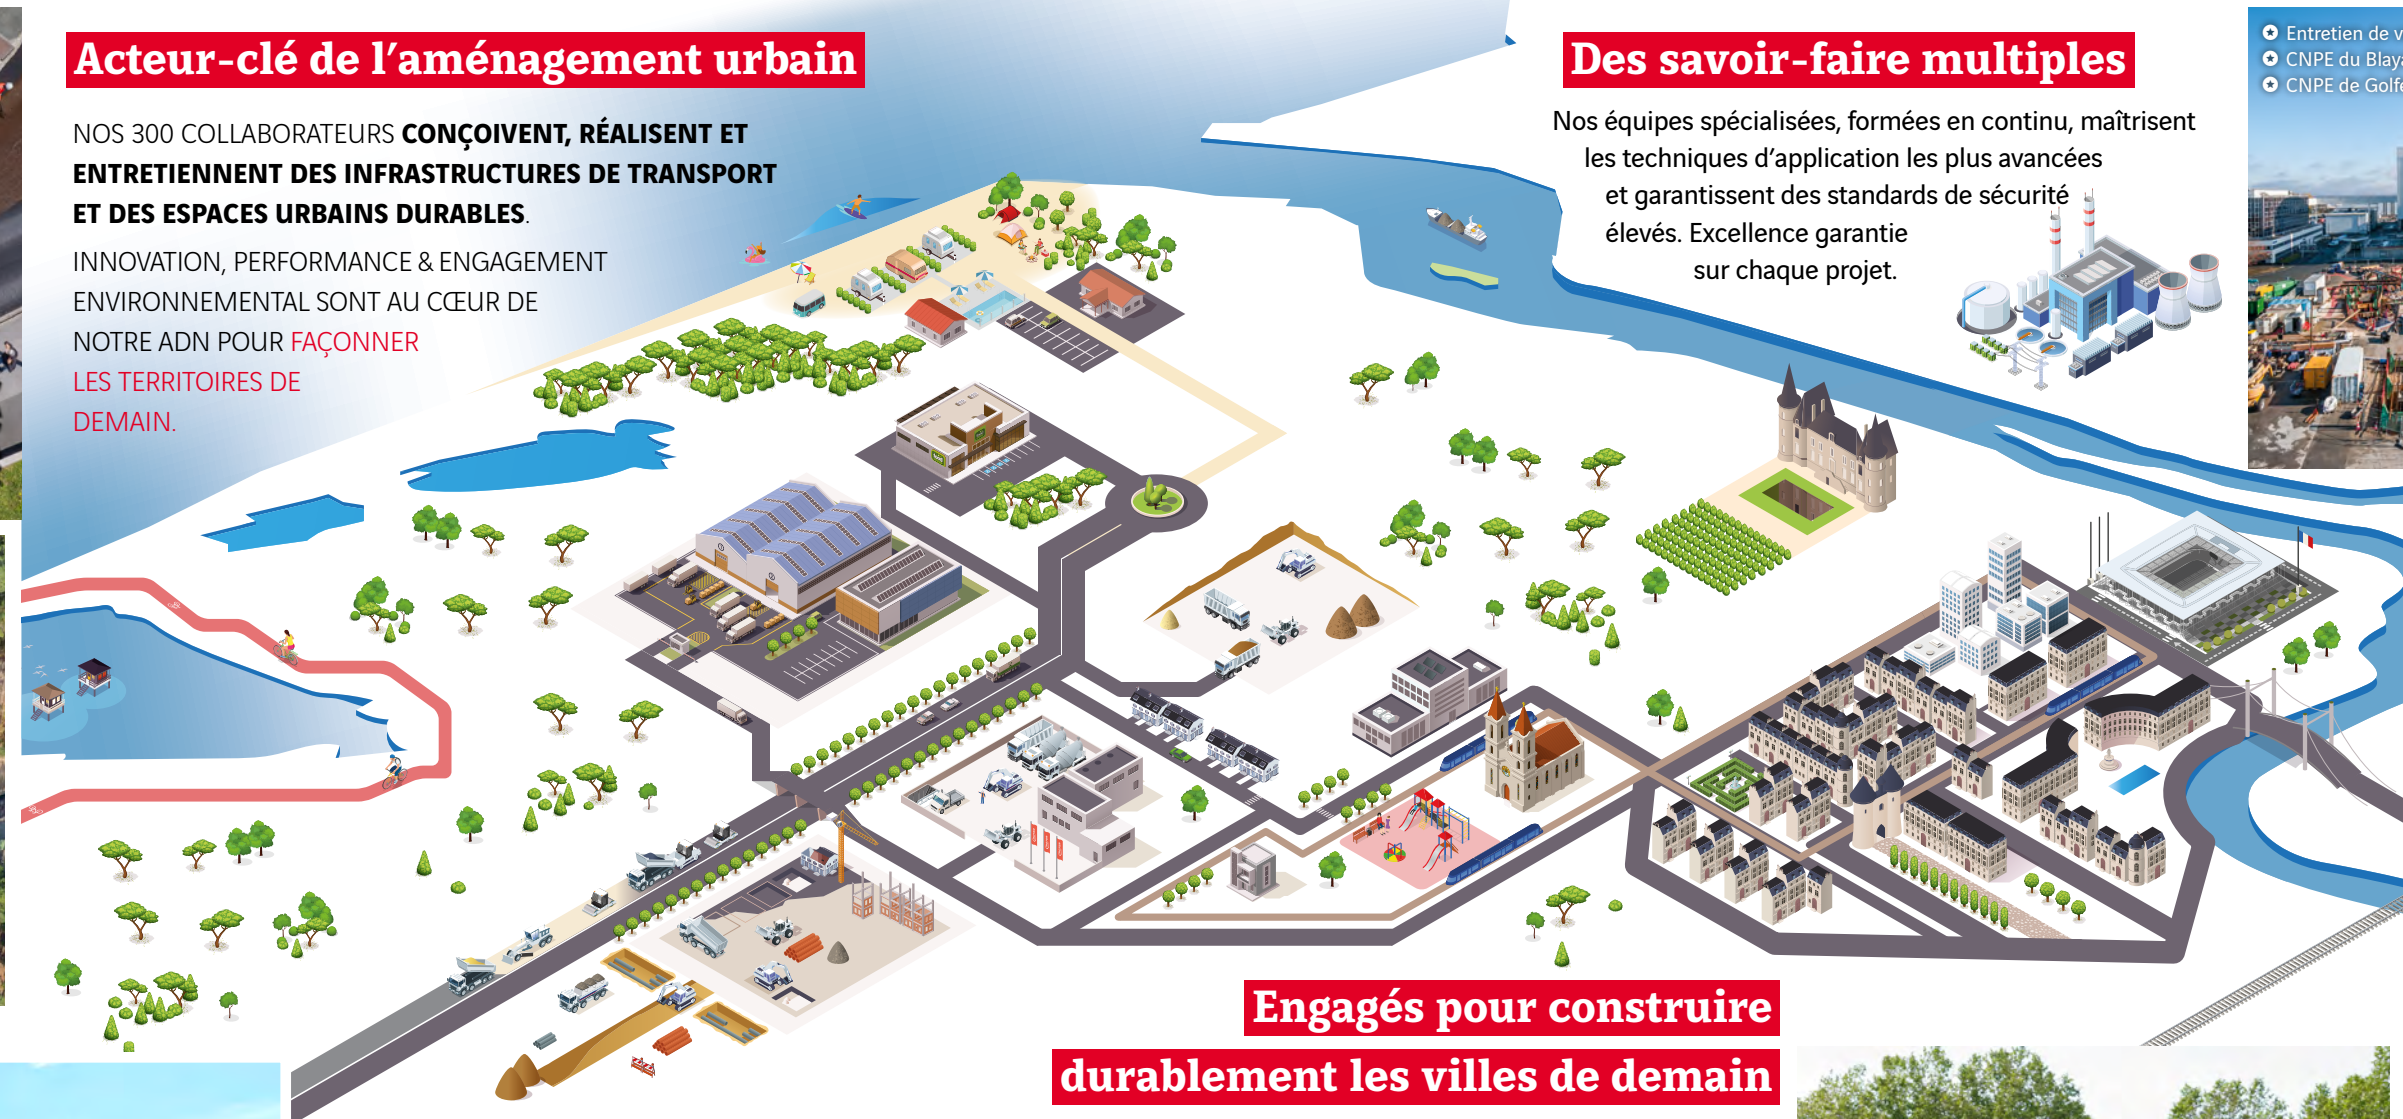 Acteur-clé de l'aménagement urbain
NOS 300 COLLABORATEURS CONÇOIVENT, RÉALISENT ET
ENTRETIENNENT DES INFRASTRUCTURES DE TRANSPORT
ET DES ESPACES URBAINS DURABLES.
INNOVATION, PERFORMANCE & ENGAGEMENT
ENVIRONNEMENTAL SONT AU CŒUR DE
NOTRE ADN POUR FAÇONNER
LES TERRITOIRES DE
DEMAIN.
Des savoir-faire multiples
Nos équipes spécialisées, formées en continu, maîtrisent
les techniques d'application les plus avancées
et garantissent des standards de sécurité
élevés. Excellence garantie
sur chaque projet.
Entretien de
CNPE du
CNPE de
Engagés pour construire
durablement les villes de demain